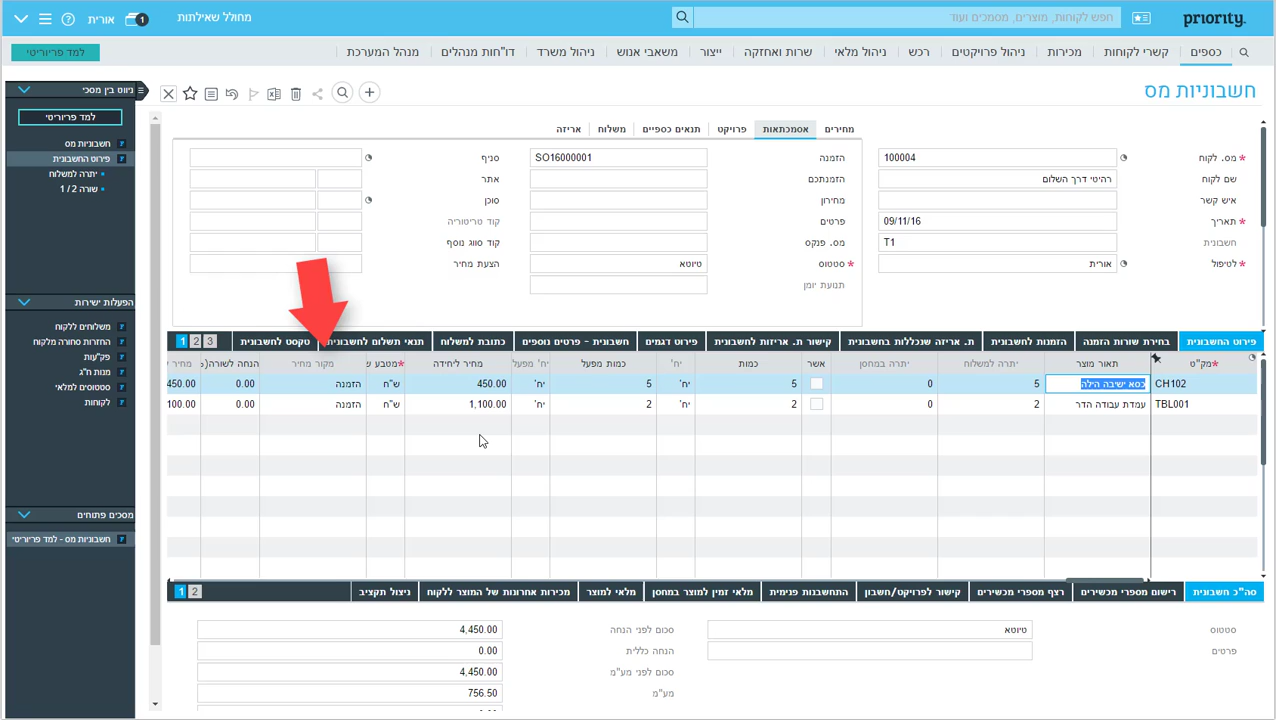 priority.
חפש לקוחות, מוצרים, מסמכים ועוד
מחולל שאילתות
1
אורית
כספים
קשרי לקוחות
מכירות
ניהול פרויקטים
רכש
ניהול מלאי
שרות ואחזקה
ייצור
משאבי אנוש
ניהול משרד
דו"חות מנהלים
מנהל המערכת
למד פריוריטי
חשבוניות מס
ניווט בין מסכי
למד פריוריטי
חשבוניות מס
פירוט החשבונית
יתרה למשלוח
שורה 1 / 2
הפעלות ישירות
משלוחים ללקוח
החזרות סחורה מלקוח
פק"עות
מנות ח"ג
סטטוסים למלאי
לקוחות
מסכים פתוחים
חשבוניות מס - למד פריוריטי
מחירים
אסמכתאות
פרויקט
תנאים כספיים
משלוח
אריזה
*מס. לקוח 100004
שם לקוח רהיטי דרך השלום
איש קשר
*תאריך 09/11/16
חשבונית T1
*לטיפול אורית
הזמנה SO16000001
הזמנתכם
מחירון
פרטים
מס. פנקס
*סטטוס טיוטא
תנועת יומן
סניף
אתר
סוכן
קוד טריטוריה
קוד סווג נוסף
הצעת מחיר
פירוט החשבונית
בחירת שורות הזמנה
הזמנות לחשבונית
ת. אריזה שנכללות בחשבונית
קישור ת. אריזות לחשבונית
פירוט דגמים
חשבונית - פרטים נוספים
כתובת למשלוח
תנאי תשלום לחשבונית
טקסט לחשבונית
3 2 1
*מק"ט תאור מוצר יתרה למשלוח יתרה במחסן אשר כמות יח' כמות מפעל יח' מפעל מחיר ליחידה *מטבע מקור מחיר הנחה לשורה(
CH102 כסא ישיבה הילה 5 0 5 יח' 5 יח' 450.00 ש"ח הזמנה 0.00 450.00
TBL001 עמדת עבודה הדר 2 0 2 יח' 2 יח' 1,100.00 ש"ח הזמנה 0.00 100.00
סה"כ חשבונית
רישום מספרי מכשירים
רצף מספרי מכשירים
קישור לפרויקט/חשבון
התחשבנות פנימית
מלאי זמין למוצר במחסן
מלאי למוצר
מכירות אחרונות של המוצר ללקוח
ניצול תקציב
2 1
סטטוס טיוטא
פרטים
סכום לפני הנחה 4,450.00
הנחה כללית 0.00
סכום לפני מע"מ 4,450.00
מע"מ 756.50